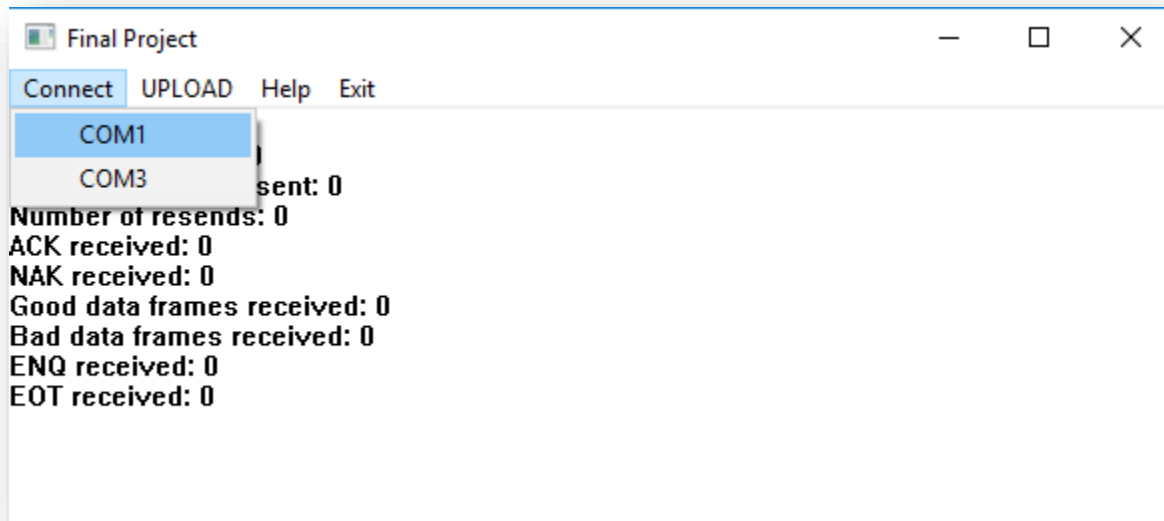 Final Project
Connect UPLOAD Help Exit
COM1
COM3
sent: 0
Number of resends: 0
ACK received: 0
NAK received: 0
Good data frames received: 0
Bad data frames received: 0
ENQ received: 0
EOT received: 0